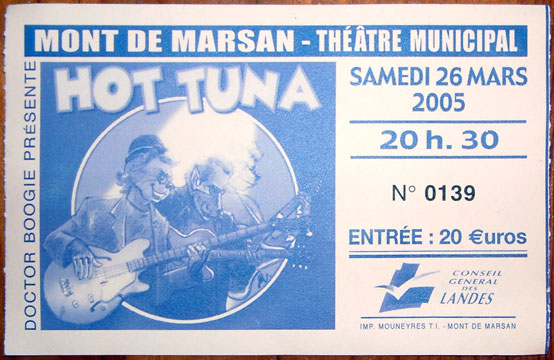 MONT DE MARSAN - THÉÂTRE MUNICIPAL
DOCTOR BOOGIE PRÉSENTE
HOT TUNA
SAMEDI 26 MARS
2005
20 h. 30
N° 0139
ENTRÉE : 20 €uros
CONSEIL
GENERAL
DES
LANDES
IMP. MOUNEYRES T.I. - MONT DE MARSAN